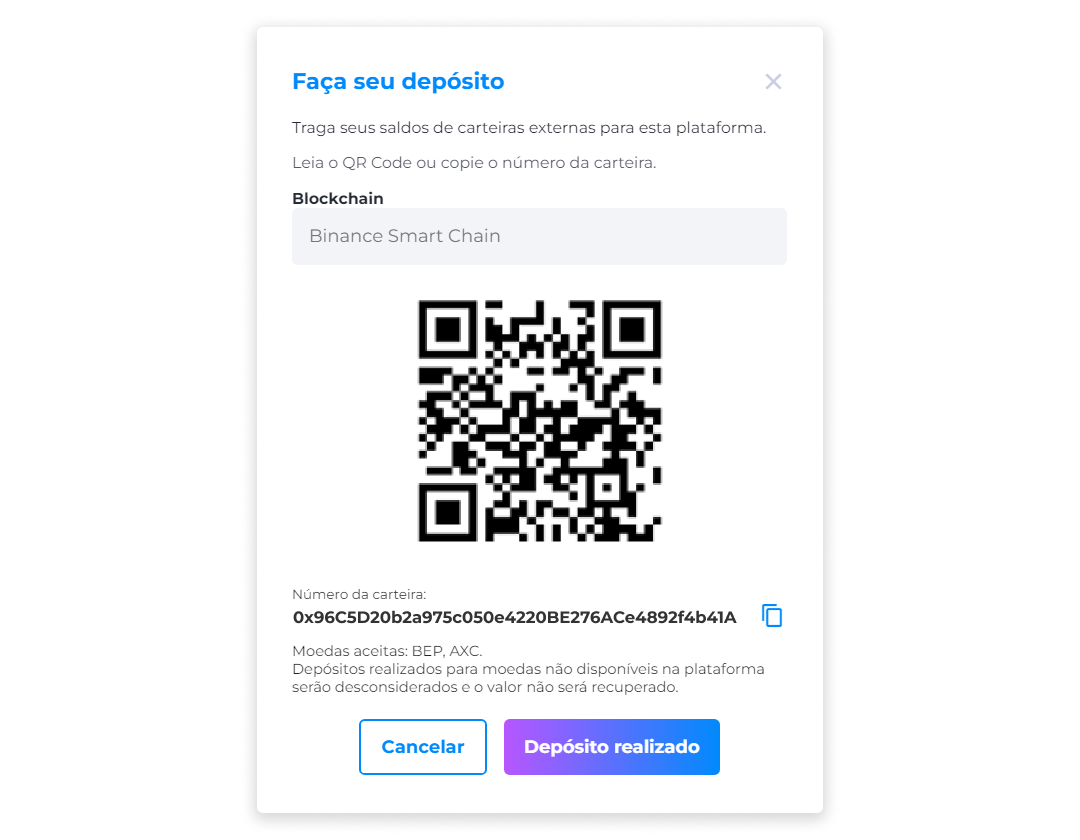 Faça seu depósito
Traga seus saldos de carteiras externas para esta plataforma.
Leia o QR Code ou copie o número da carteira.
Blockchain
Binance Smart Chain
Número da carteira:
0x96C5D20b2a975c050e4220BE276ACe4892f4b41A
Moedas aceitas: BEP, AXC.
Depósitos realizados para moedas não disponíveis na plataforma
serão desconsiderados e o valor não será recuperado.
Cancelar
Depósito realizado